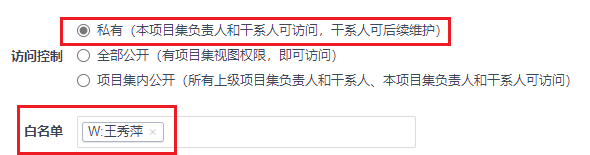 私有（本项目集负责人和干系人可访问，干系人可后续维护）
访问控制 全部公开（有项目集视图权限，即可访问）
项目集内公开（所有上级项目集负责人和干系人、本项目集负责人和干系人可访问）
白名单 W:王秀萍 ×